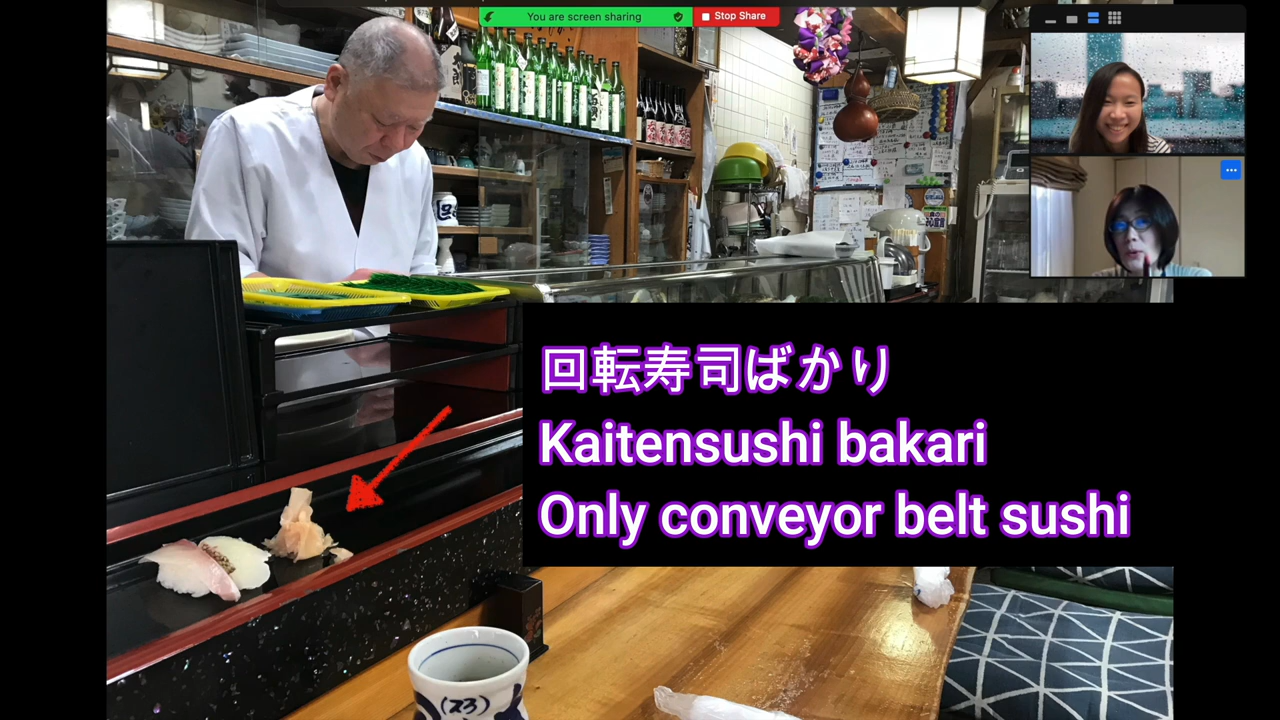 You are screen sharing
Stop Share
回転寿司ばかり
Kaitensushi bakari
Only conveyor belt sushi